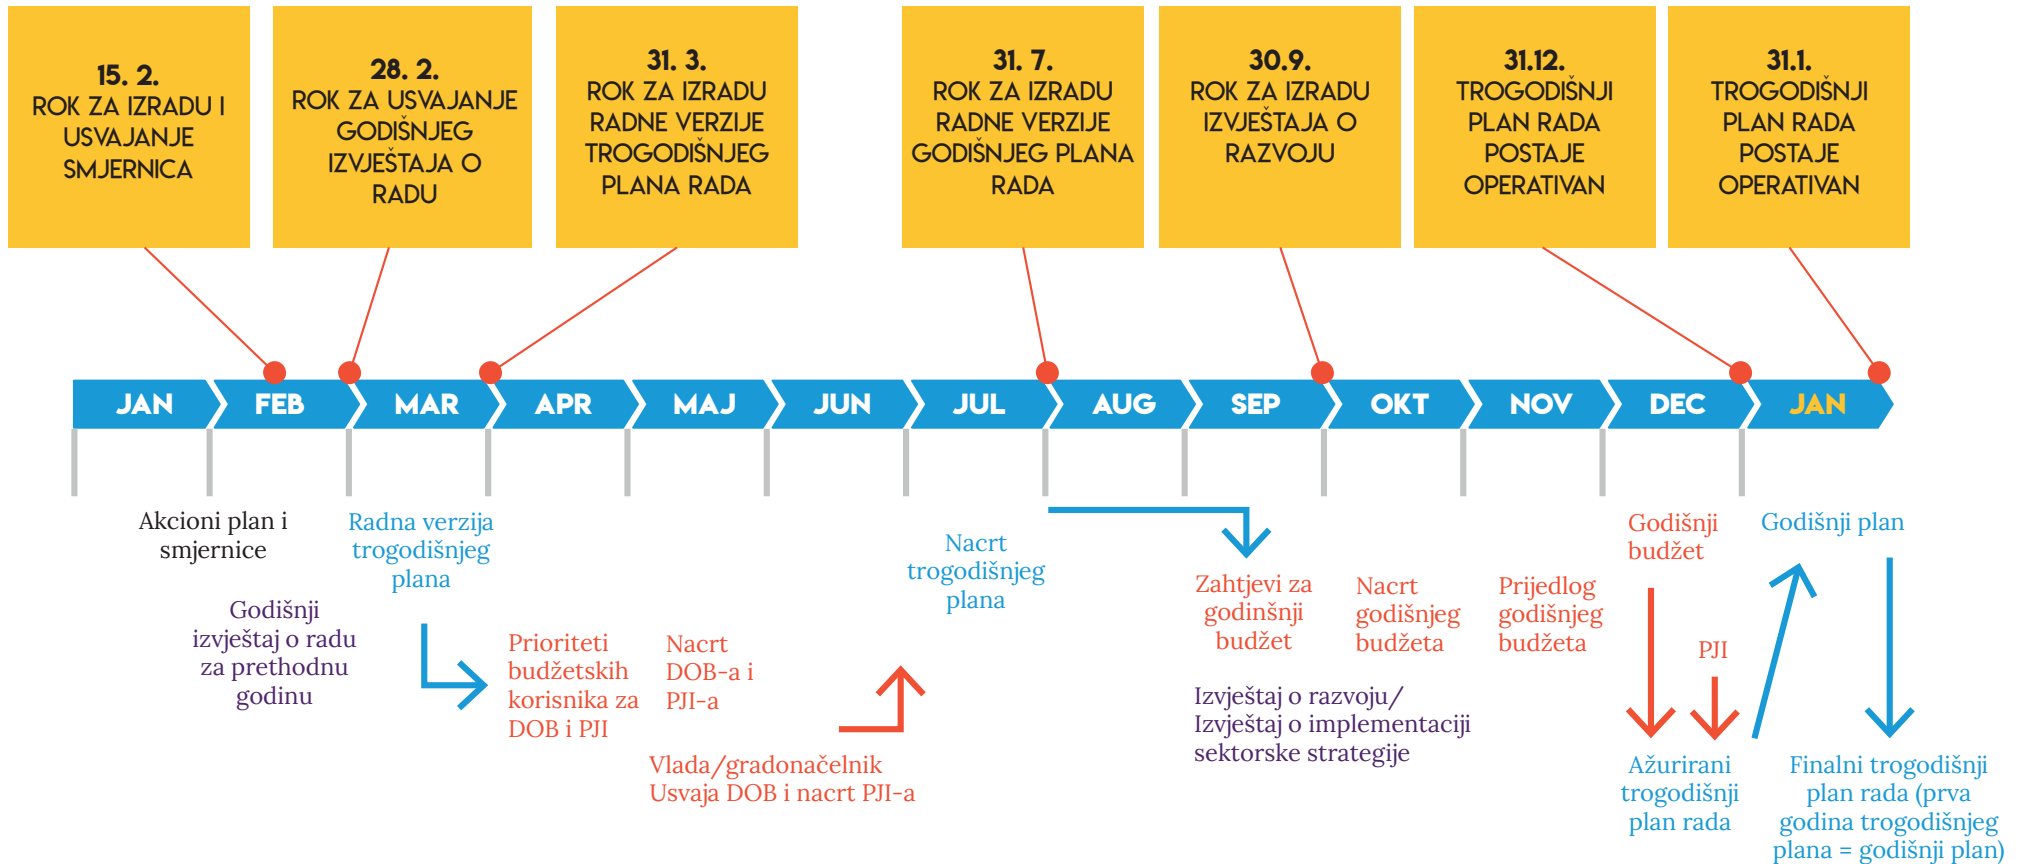 15. 2.
ROK ZA IZRADU I
USVAJANJE
SMJERNICA
28. 2.
ROK ZA USVAJANJE
GODIŠNJEG
IZVJEŠTAJA O
RADU
31. 3.
ROK ZA IZRADU
RADNE VERZIJE
TROGODIŠNJEG
PLANA RADA
31. 7.
ROK ZA IZRADU
RADNE VERZIJE
GODIŠNJEG PLANA
RADA
30.9.
ROK ZA IZRADU
IZVJEŠTAJA O
RAZVOJU
31.12.
TROGODIŠNJI
PLAN RADA
POSTAJE
OPERATIVAN
31.1.
TROGODIŠNJI
PLAN RADA
POSTAJE
OPERATIVAN
JAN
FEB
MAR
APR
MAJ
JUN
JUL
AUG
SEP
OKT
NOV
DEC
JAN
Akcioni plan i
smjernice
Godišnji
izvještaj o radu
za prethodnu
godinu
Radna verzija
trogodišnjeg
plana
Prioriteti
budžetskih
korisnika za
DOB i PJI
Nacrt
DOB-a i
PJI-a
Vlada/gradonačelnik
Usvaja DOB i nacrt PJI-a
Nacrt
trogodišnjeg
plana
Zahtjevi za
godinšnji
budžet
Nacrt
godišnjeg
budžeta
Prijedlog
godišnjeg
budžeta
Izvještaj o razvoju/
Izvještaj o implementaciji
sektorske strategije
Godišnji
budžet
PJI
Ažurirani
trogodišnji
plan rada
Godišnji plan
Finalni trogodišnji
plan rada (prva
godina trogodišnjeg
plana = godišnji plan)